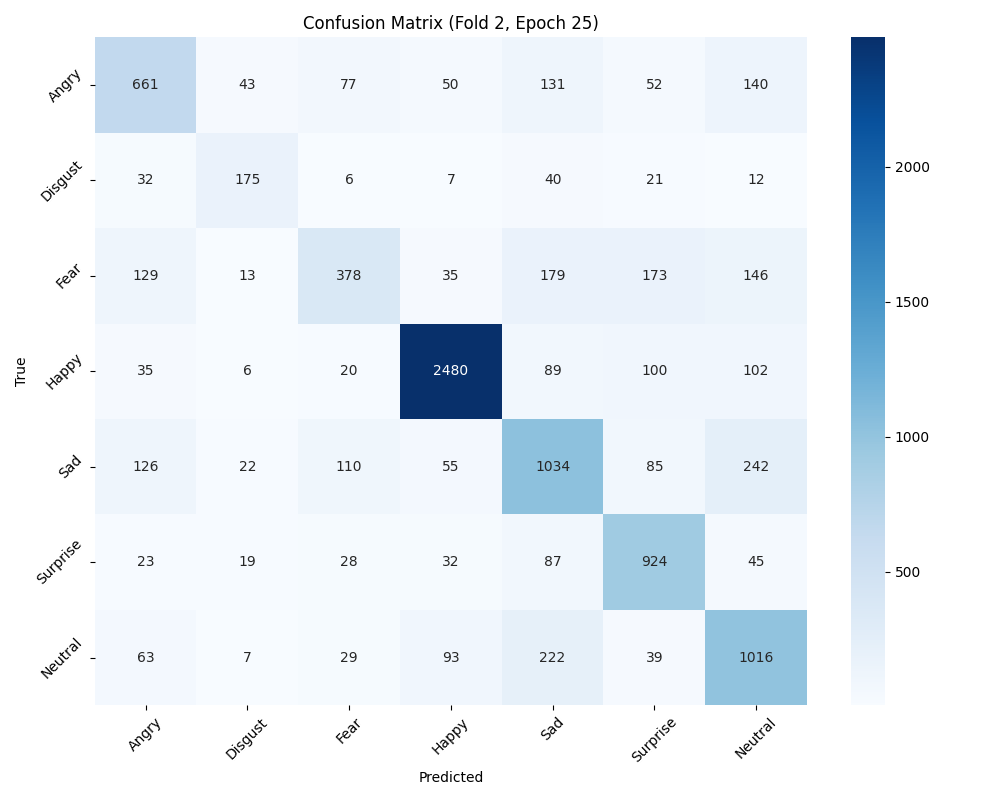 Confusion Matrix (Fold 2, Epoch 25)
True
Angry 661 43 77 50 131 52 140
Disgust 32 175 6 7 40 21 12
Fear 129 13 378 35 179 173 146
Happy 35 6 20 2480 89 100 102
Sad 126 22 110 55 1034 85 242
Surprise 23 19 28 32 87 924 45
Neutral 63 7 29 93 222 39 1016
Angry Disgust Fear Happy Sad Surprise Neutral
Predicted
2000
1500
1000
500